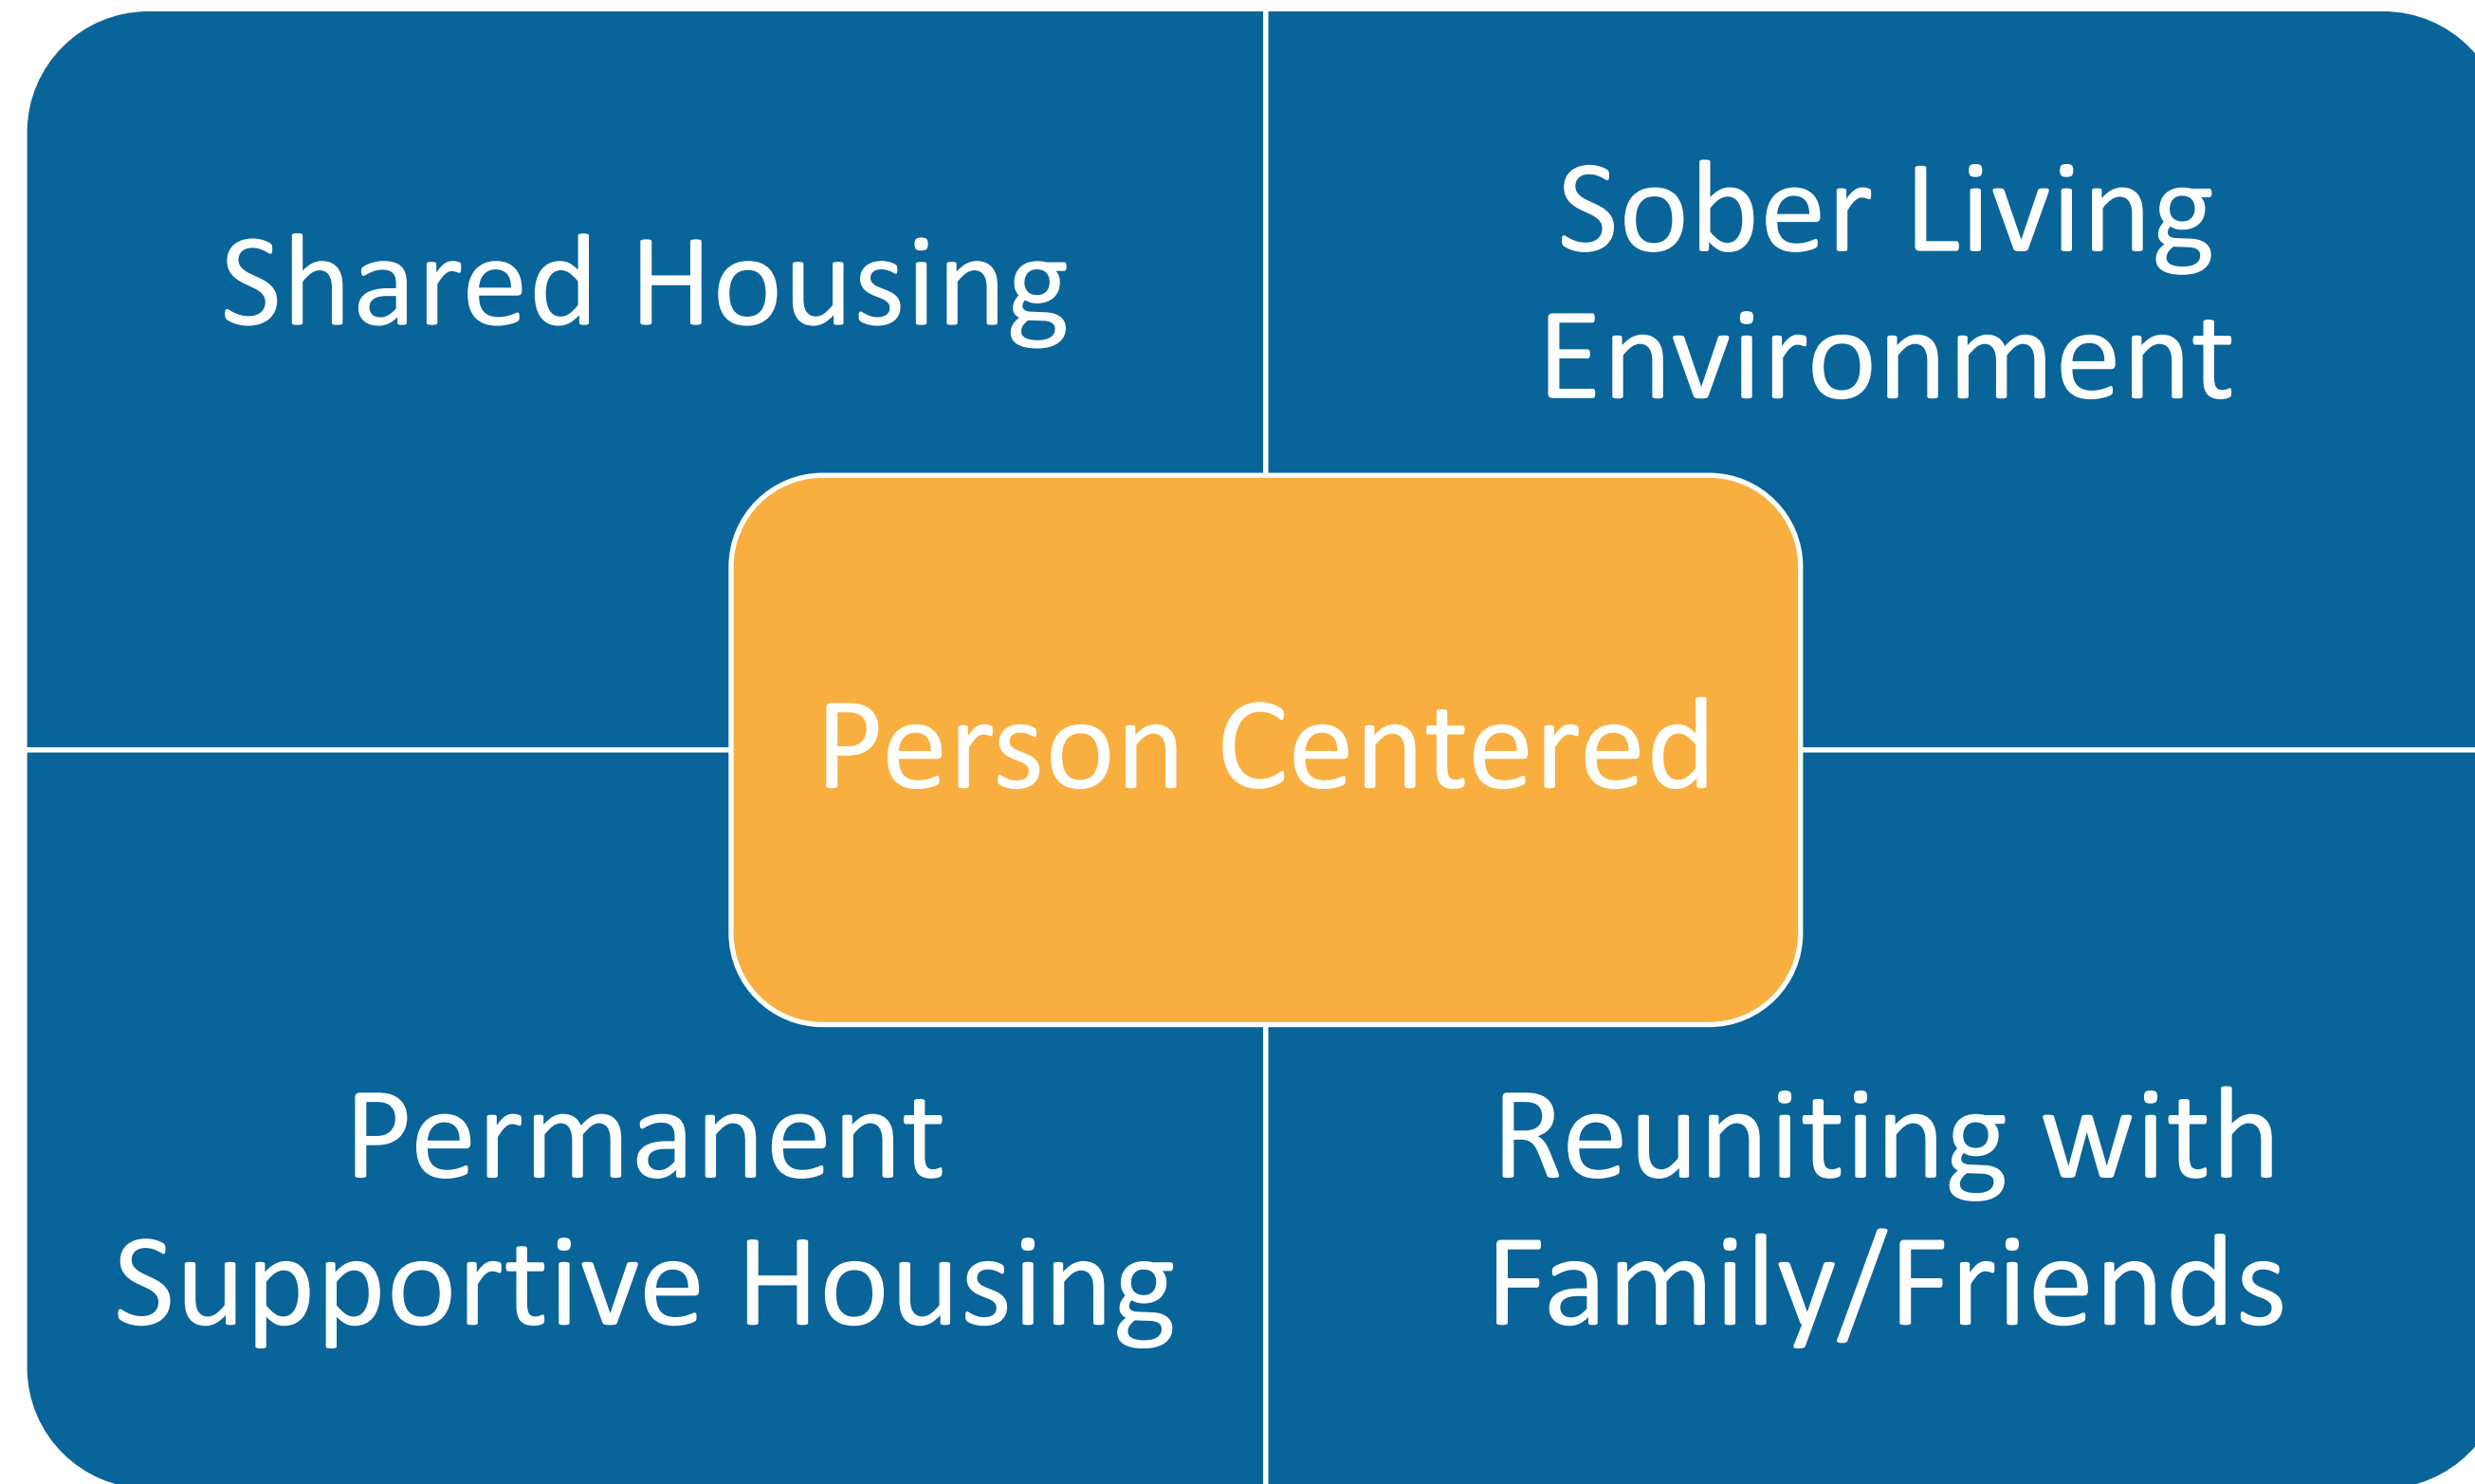 Shared Housing
Sober Living
Environment
Person Centered
Permanent
Supportive Housing
Reuniting with
Family/Friends